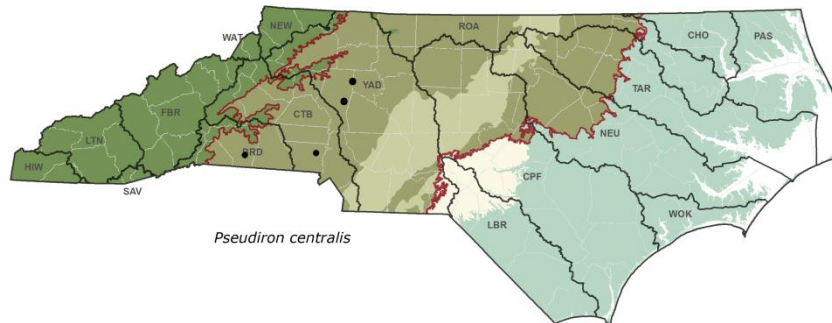 NEW
ROA
WAT
CHO
PAS
YAD
TAR
FBR
CTB
LTN
NEU
BRD
HIW
CPF
SAV
WOK
LBR
Pseudiron centralis